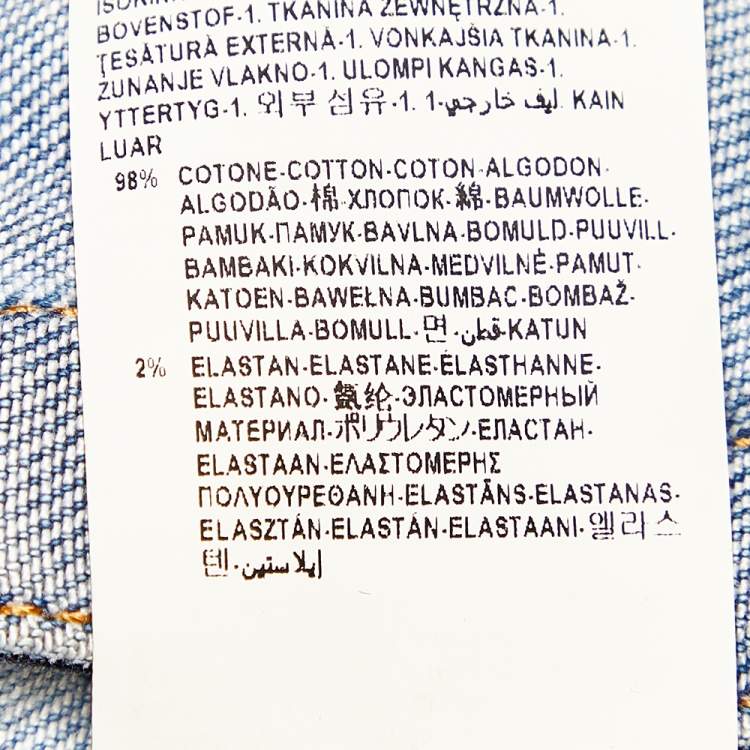 BOVENSTOF-1. TKANINA ZEWNĘTRZNA-1.
ȚESĂTURĂ EXTERNĂ-1. VONKAJŠIA TKANINA-1.
ZUNANJE VLAKNO-1. ULOMPI KANGAS-1.
YTTERTYG-1. 외부 섬유-1. ليف خارجي-1. KAIN
LUAR
98% COTONE-COTTON-COTON-ALGODON-
ALGODÃO-棉-ХЛОПОК-綿-BAUMWOLLE-
PAMUK-ПАМУК-BAVLNA-BOMULD-PUUVILL-
BAMBAKI-KOKVILNA-MEDVILNĖ-PAMUT-
KATOEN-BAWEŁNA-BUMBAC-BOMBAŽ-
PUUVILLA-BOMULL-면-قطن-KATUN
2% ELASTAN-ELASTANE-ÉLASTHANNE-
ELASTANO-氨纶-ЭЛАСТОМЕРНЫЙ
МАТЕРИАЛ-ポリウレタン-ЕЛАСТАН-
ELASTAAN-ΕΛΑΣΤΟΜΕΡΗΣ
ΠΟΛΥΟΥΡΕΘΑΝΗ-ELASTĀNS-ELASTANAS-
ELASZTÁN-ELASTÁN-ELASTAANI-엘라스
텐-إيلاستين